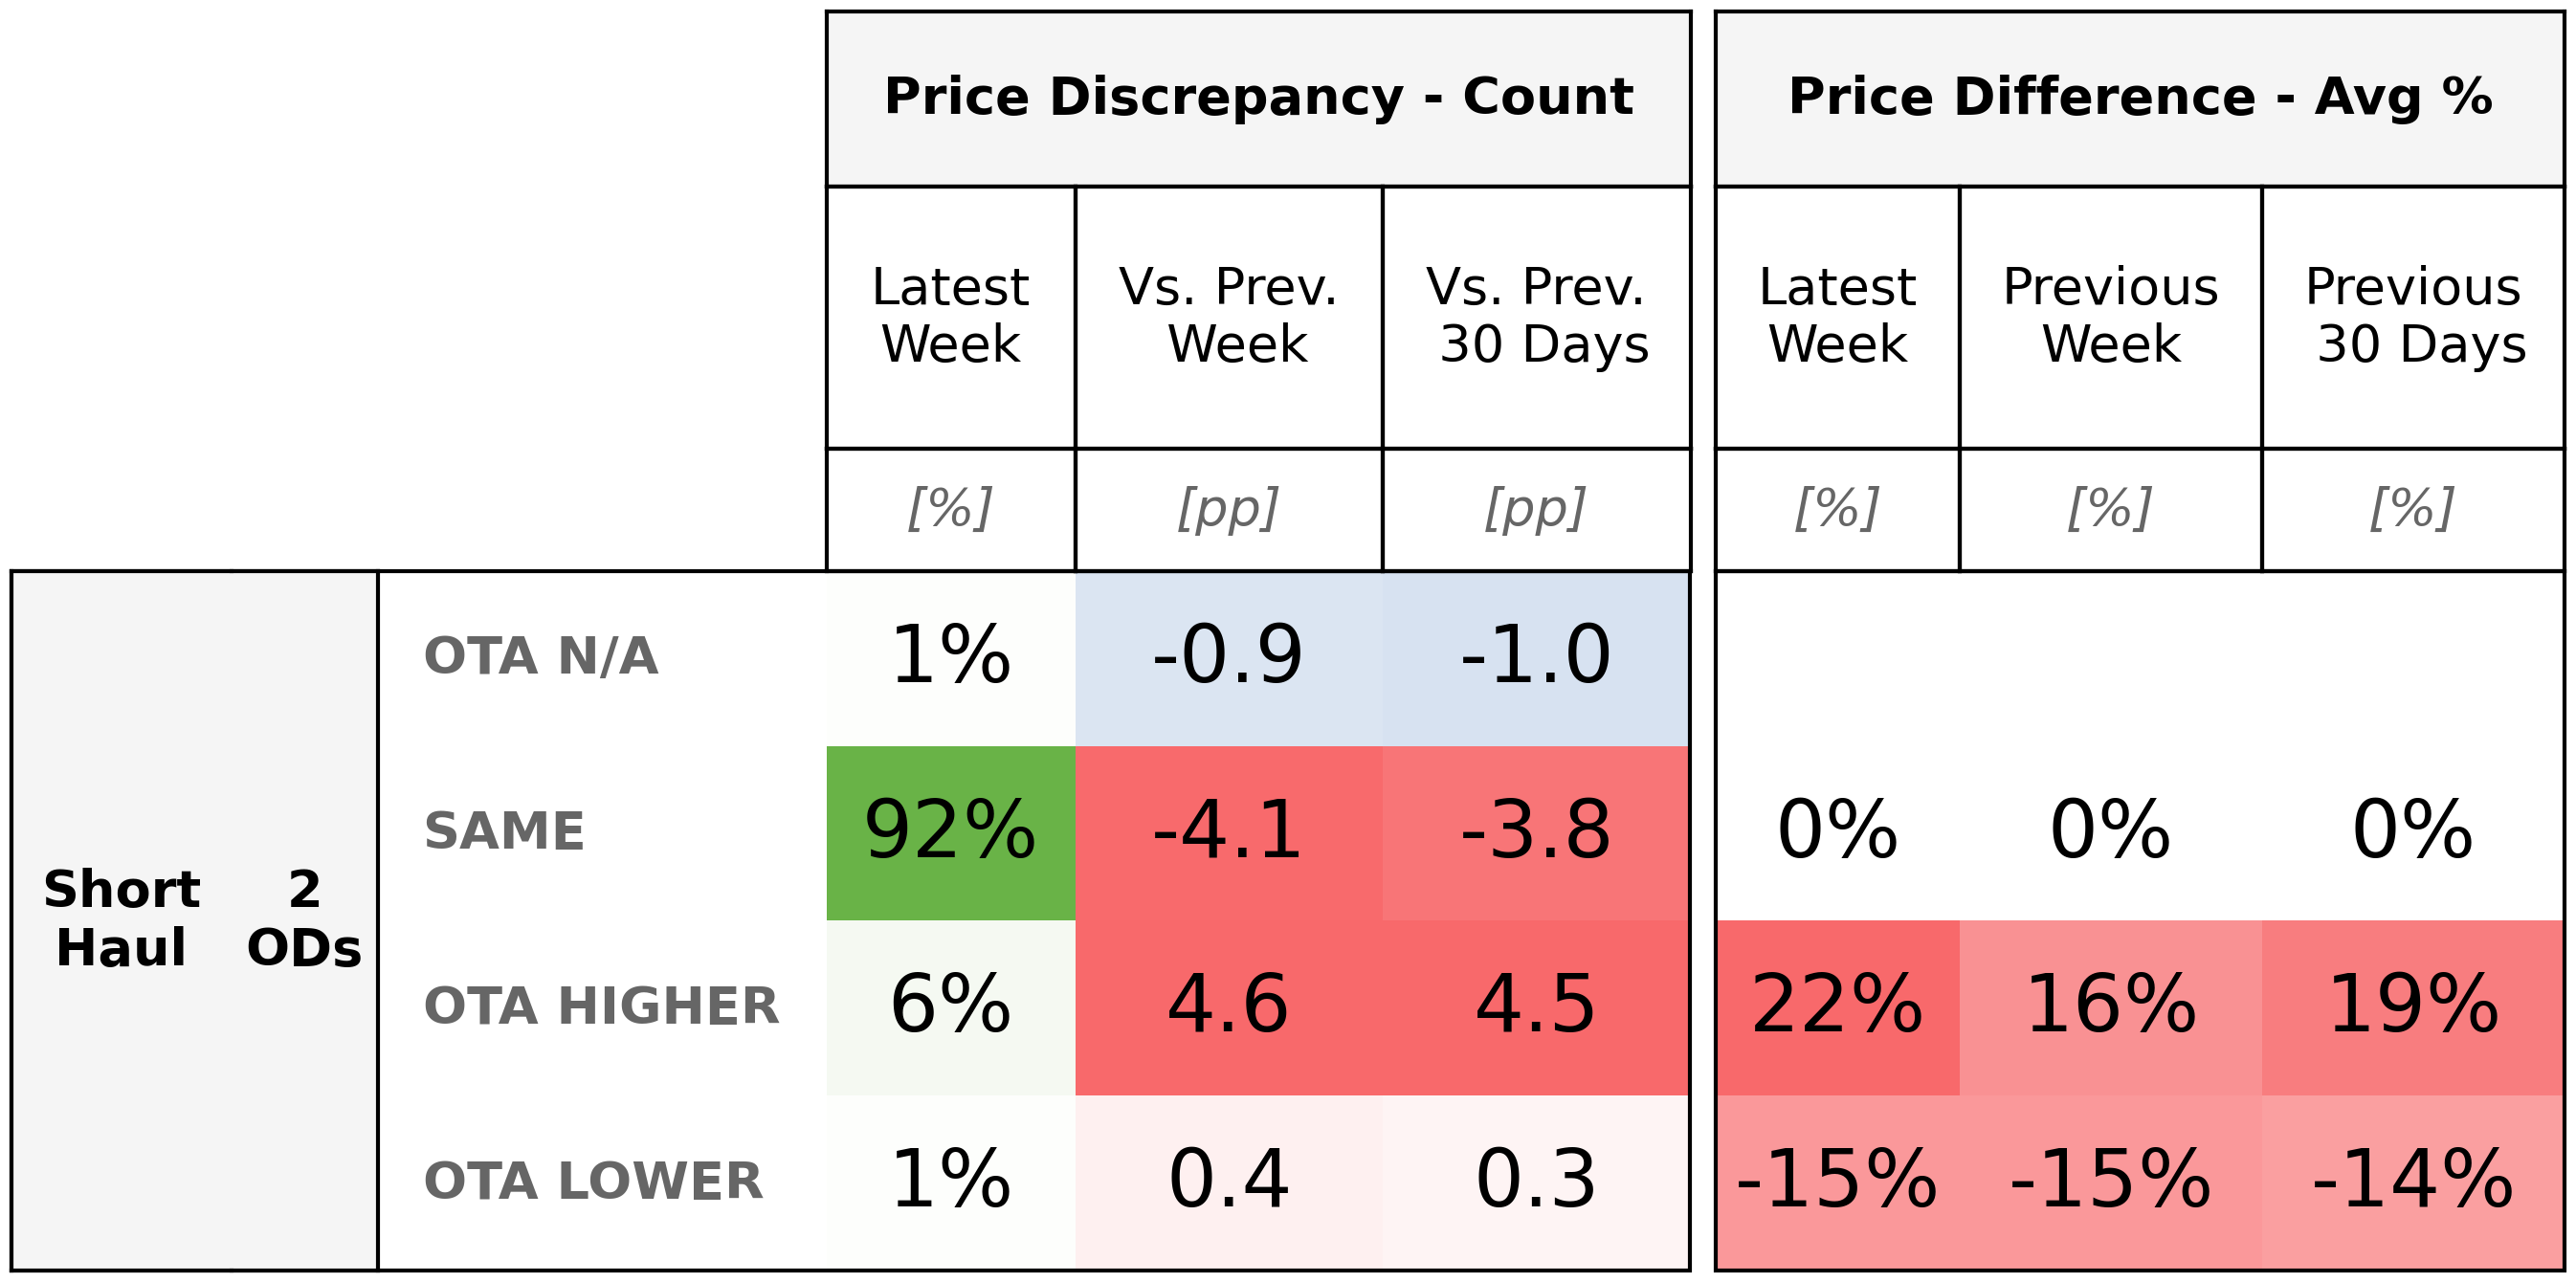 Price Discrepancy - Count Price Difference - Avg %
Latest Week Vs. Prev. Week Vs. Prev. 30 Days Latest Week Previous Week Previous 30 Days
[%] [pp] [pp] [%] [%] [%]
Short Haul 2 ODs
OTA N/A 1% -0.9 -1.0
SAME 92% -4.1 -3.8 0% 0% 0%
OTA HIGHER 6% 4.6 4.5 22% 16% 19%
OTA LOWER 1% 0.4 0.3 -15% -15% -14%